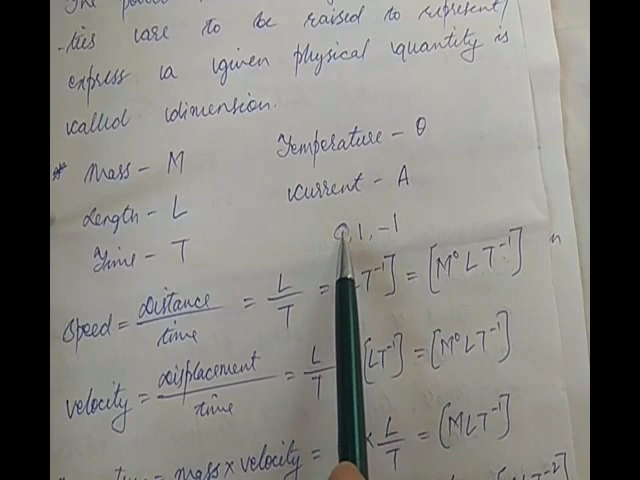 The
-ties are to be raised to represent/
express a given physical quantity is
called dimension.
* Mass - M Temperature - θ
Length - L Current - A
Time - T 0, 1, -1
Speed = distance/time = L/T = LT⁻¹] = [M⁰LT⁻¹]
velocity = displacement/time = L/T [LT⁻¹] = [M⁰LT⁻¹]
= mass x velocity = x L/T = [MLT⁻¹]